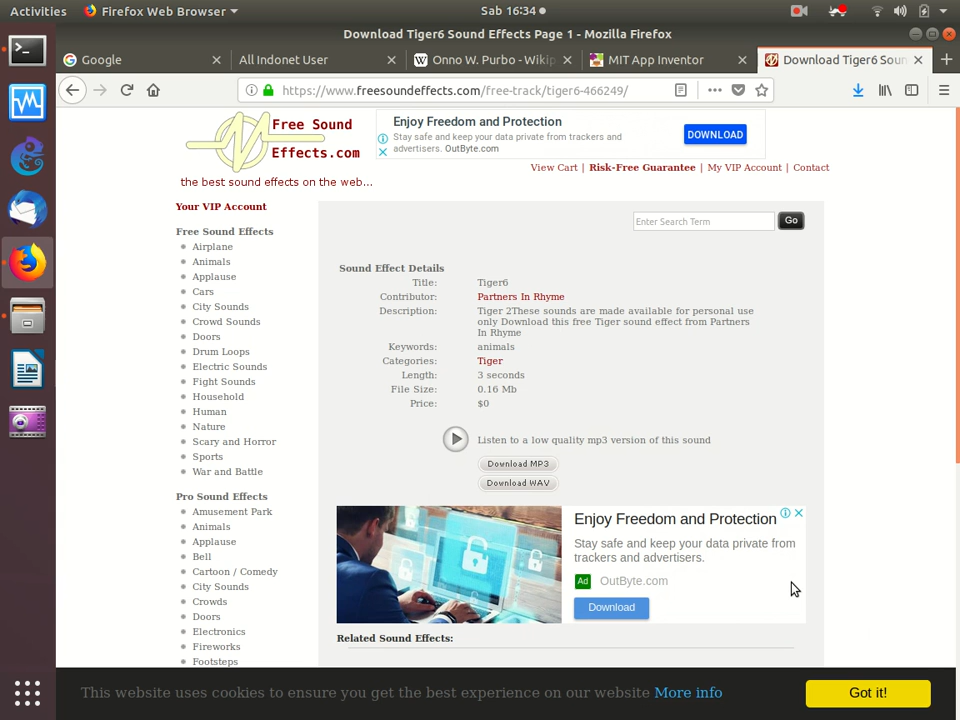 Activities
Firefox Web Browser
Sab 16:34
Download Tiger6 Sound Effects Page 1 - Mozilla Firefox
Google
All Indonet User
Onno W. Purbo - Wikip
MIT App Inventor
Download Tiger6 Soun
https://www.freesoundeffects.com/free-track/tiger6-466249/
Free Sound
Effects.com
the best sound effects on the web...
Enjoy Freedom and Protection
Stay safe and keep your data private from trackers and
advertisers. OutByte.com
DOWNLOAD
View Cart | Risk-Free Guarantee | My VIP Account | Contact
Your VIP Account
Free Sound Effects
Airplane
Animals
Applause
Cars
City Sounds
Crowd Sounds
Doors
Drum Loops
Electric Sounds
Fight Sounds
Household
Human
Nature
Scary and Horror
Sports
War and Battle
Pro Sound Effects
Amusement Park
Animals
Applause
Bell
Cartoon / Comedy
City Sounds
Crowds
Doors
Electronics
Fireworks
Footsteps
Enter Search Term
Go
Sound Effect Details
Title: Tiger6
Contributor: Partners In Rhyme
Description: Tiger 2These sounds are made available for personal use
only Download this free Tiger sound effect from Partners
In Rhyme
Keywords: animals
Categories: Tiger
Length: 3 seconds
File Size: 0.16 Mb
Price: $0
Listen to a low quality mp3 version of this sound
Download MP3
Download WAV
Enjoy Freedom and Protection
Stay safe and keep your data private from
trackers and advertisers.
Ad OutByte.com
Download
Related Sound Effects:
This website uses cookies to ensure you get the best experience on our website More info
Got it!